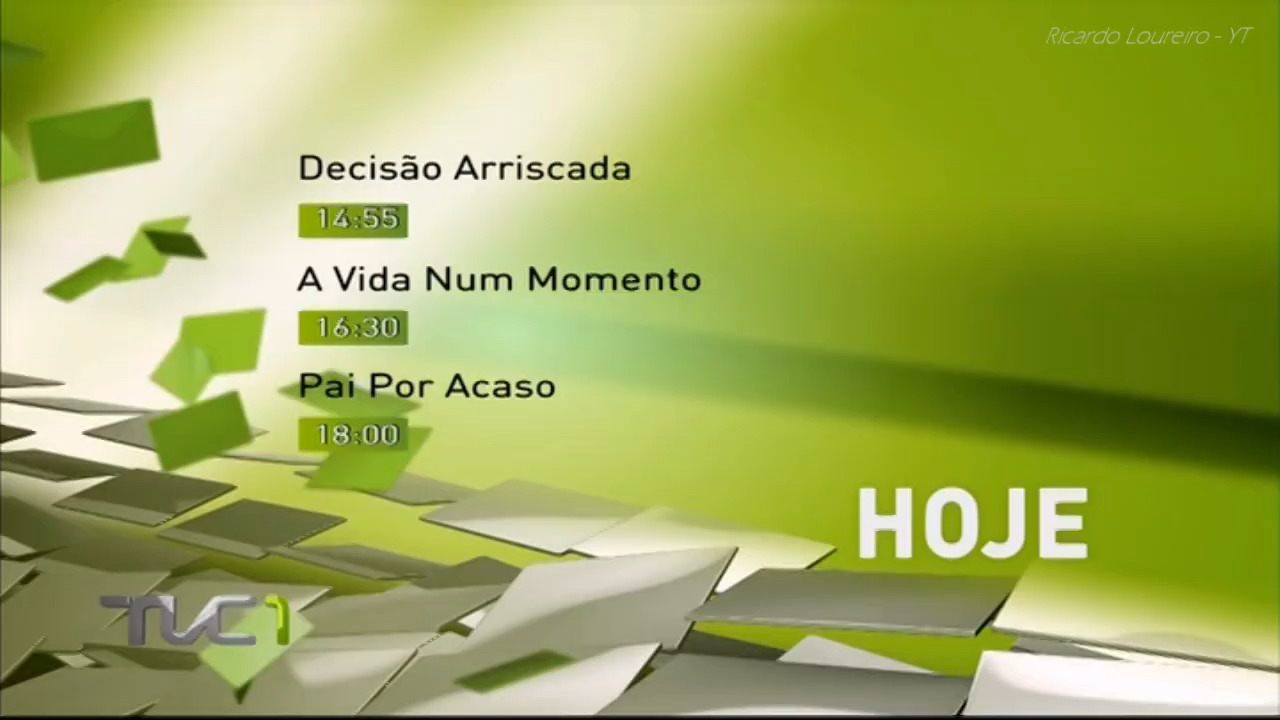 Ricardo Loureiro - YT
Decisão Arriscada
14:55
A Vida Num Momento
16:30
Pai Por Acaso
18:00
HOJE
TVC1